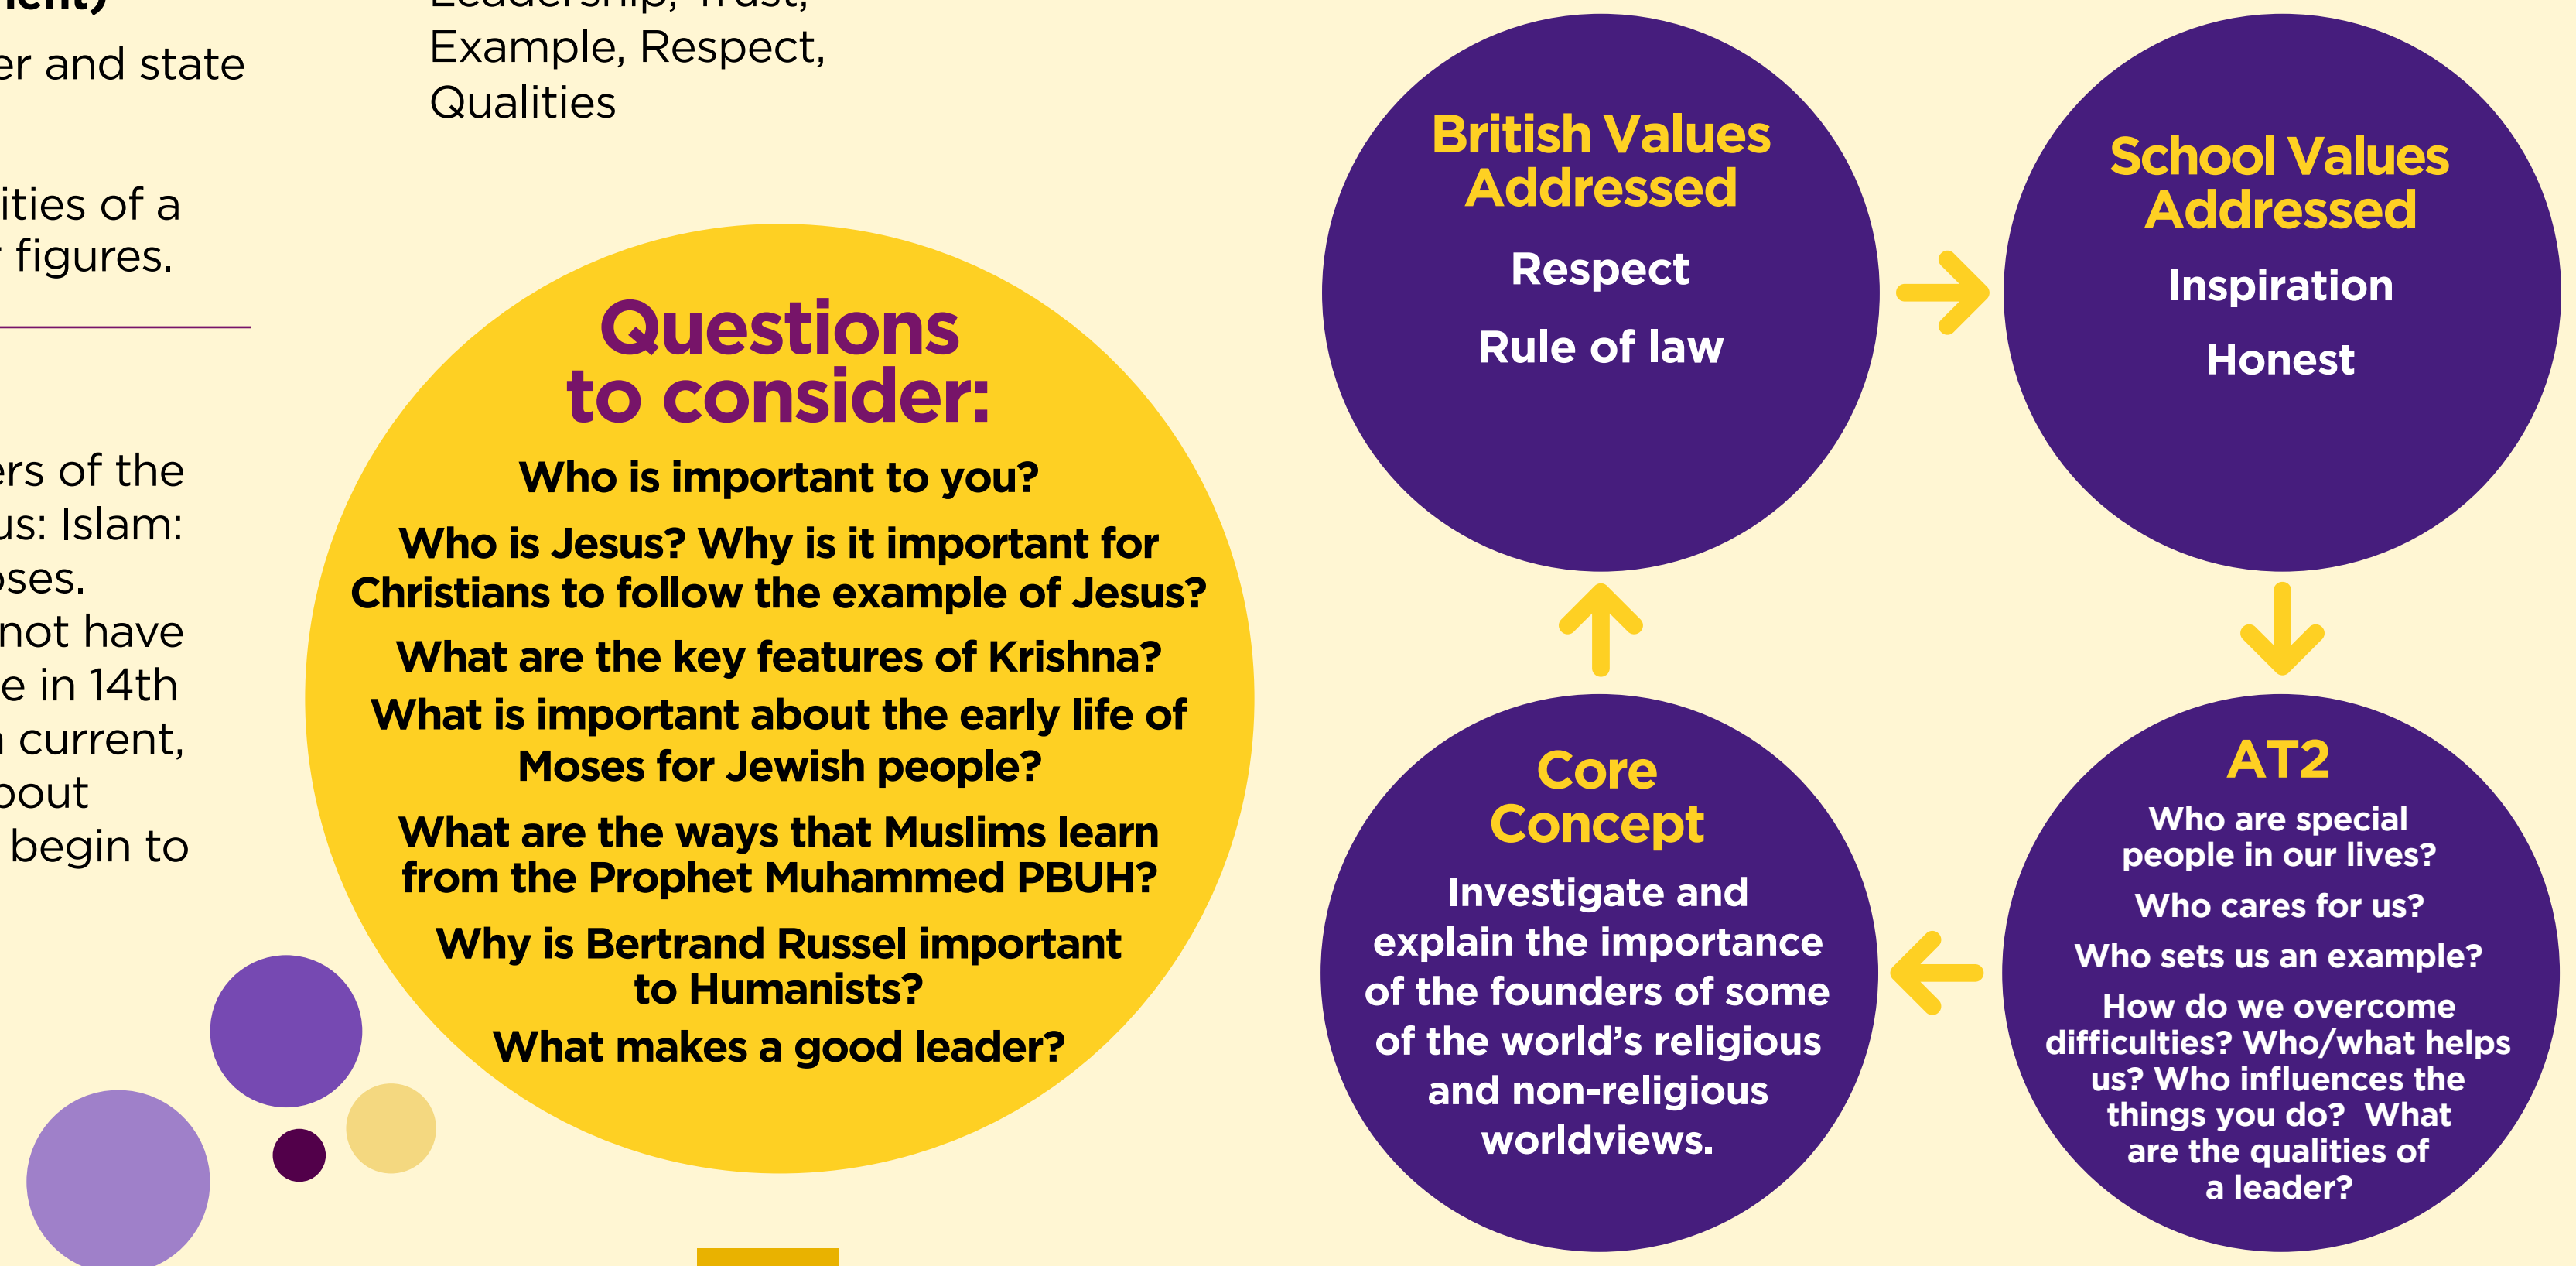 er and state
ities of a
figures.
ers of the
us: Islam:
oses.
not have
e in 14th
current,
bout
begin to
Leadership, Trust,
Example, Respect,
Qualities
Questions
to consider:
Who is important to you?
Who is Jesus? Why is it important for
Christians to follow the example of Jesus?
What are the key features of Krishna?
What is important about the early life of
Moses for Jewish people?
What are the ways that Muslims learn
from the Prophet Muhammed PBUH?
Why is Bertrand Russel important
to Humanists?
What makes a good leader?
British Values
Addressed
Respect
Rule of law
School Values
Addressed
Inspiration
Honest
Core
Concept
Investigate and
explain the importance
of the founders of some
of the world's religious
and non-religious
worldviews.
AT2
Who are special
people in our lives?
Who cares for us?
Who sets us an example?
How do we overcome
difficulties? Who/what helps
us? Who influences the
things you do? What
are the qualities of
a leader?